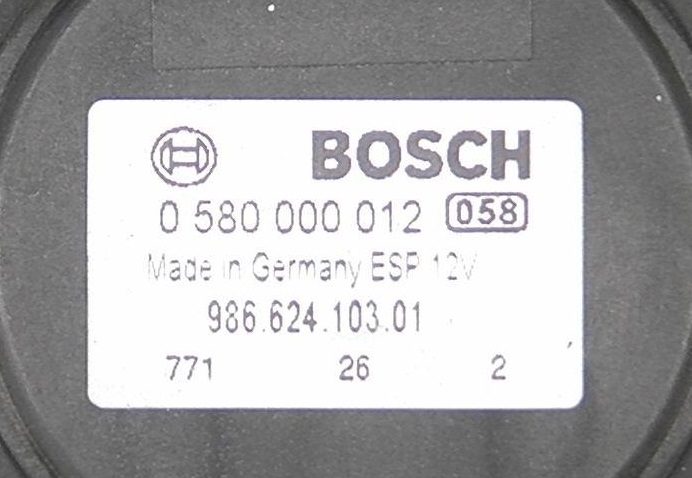 BOSCH
0 580 000 012 058
Made in Germany ESP 12V
986.624.103.01
771 26 2